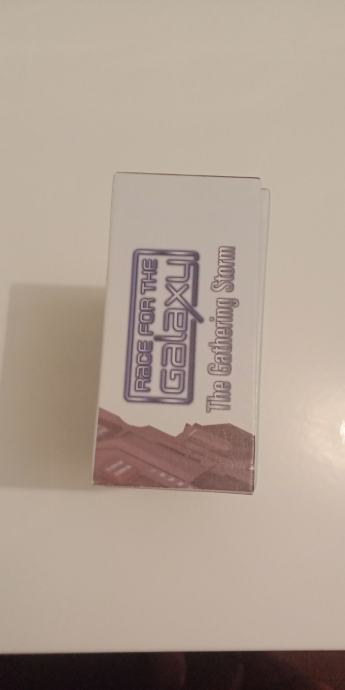 RACE FOR THE
Galaxy
The Gathering Storm